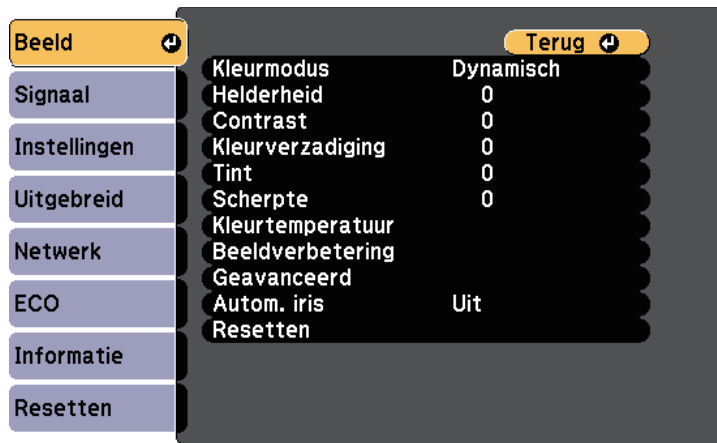 Beeld
Signaal
Instellingen
Uitgebreid
Netwerk
ECO
Informatie
Resetten
Terug
Kleurmodus Dynamisch
Helderheid 0
Contrast 0
Kleurverzadiging 0
Tint 0
Scherpte 0
Kleurtemperatuur
Beeldverbetering
Geavanceerd
Autom. iris Uit
Resetten